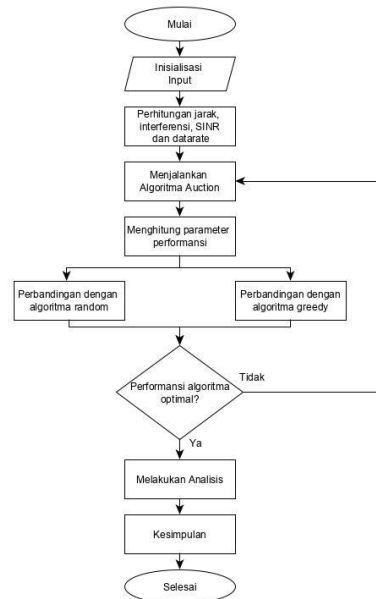 Mulai
Inisialisasi
Input
Perhitungan jarak,
interferensi, SINR
dan datarate
Menjalankan
Algoritma Auction
Menghitung parameter
performansi
Perbandingan dengan
algoritma random
Perbandingan dengan
algoritma greedy
Performansi algoritma
optimal?
Tidak
Ya
Melakukan Analisis
Kesimpulan
Selesai